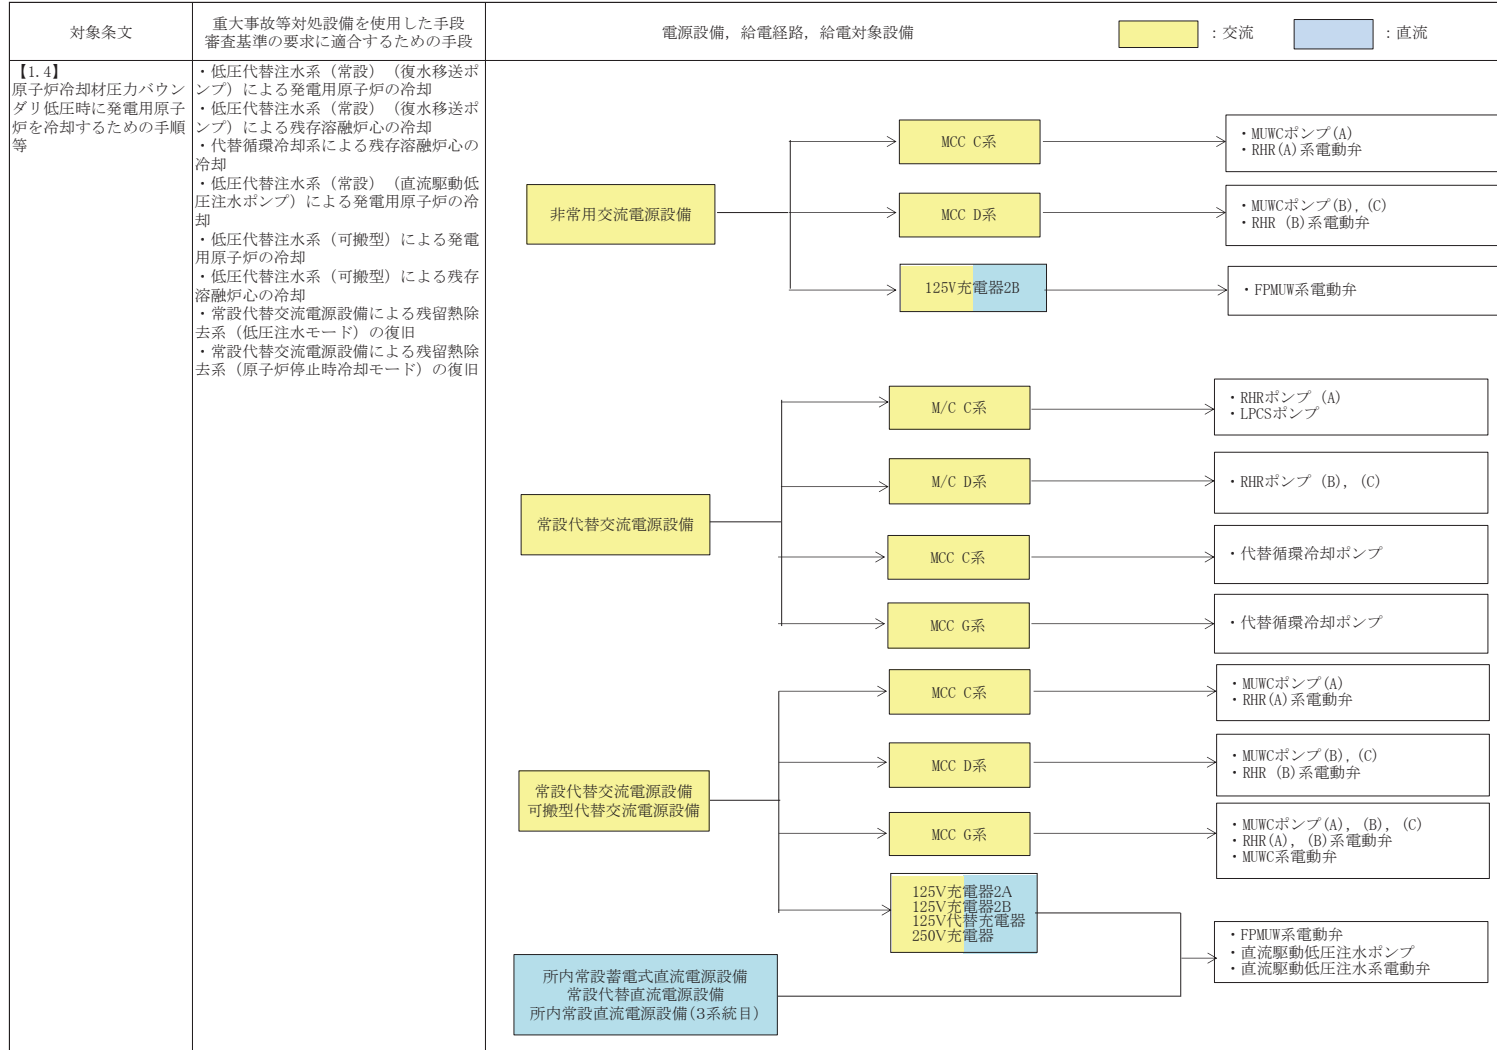 対象条文
重大事故等対処設備を使用した手段
審査基準の要求に適合するための手段
電源設備，給電経路，給電対象設備
：交流
：直流
【1.4】
原子炉冷却材圧力バウン
ダリ低圧時に発電用原子
炉を冷却するための手順
等
・低圧代替注水系（常設）（復水移送ポ
ンプ）による発電用原子炉の冷却
・低圧代替注水系（常設）（復水移送ポ
ンプ）による残存溶融炉心の冷却
・代替循環冷却系による残存溶融炉心の
冷却
・低圧代替注水系（常設）（直流駆動低
圧注水ポンプ）による発電用原子炉の冷
却
・低圧代替注水系（可搬型）による発電
用原子炉の冷却
・低圧代替注水系（可搬型）による残存
溶融炉心の冷却
・常設代替交流電源設備による残留熱除
去系（低圧注水モード）の復旧
・常設代替交流電源設備による残留熱除
去系（原子炉停止時冷却モード）の復旧
非常用交流電源設備
MCC C系
・MUWCポンプ(A)
・RHR(A)系電動弁
MCC D系
・MUWCポンプ(B), (C)
・RHR (B)系電動弁
125V充電器2B
・FPMUW系電動弁
常設代替交流電源設備
M/C C系
・RHRポンプ (A)
・LPCSポンプ
M/C D系
・RHRポンプ (B), (C)
MCC C系
・代替循環冷却ポンプ
MCC G系
・代替循環冷却ポンプ
常設代替交流電源設備
可搬型代替交流電源設備
MCC C系
・MUWCポンプ(A)
・RHR(A)系電動弁
MCC D系
・MUWCポンプ(B), (C)
・RHR (B)系電動弁
MCC G系
・MUWCポンプ(A), (B), (C)
・RHR(A), (B)系電動弁
・MUWC系電動弁
125V充電器2A
125V充電器2B
125V代替充電器
250V充電器
所内常設蓄電式直流電源設備
常設代替直流電源設備
所内常設直流電源設備(3系統目)
・FPMUW系電動弁
・直流駆動低圧注水ポンプ
・直流駆動低圧注水系電動弁